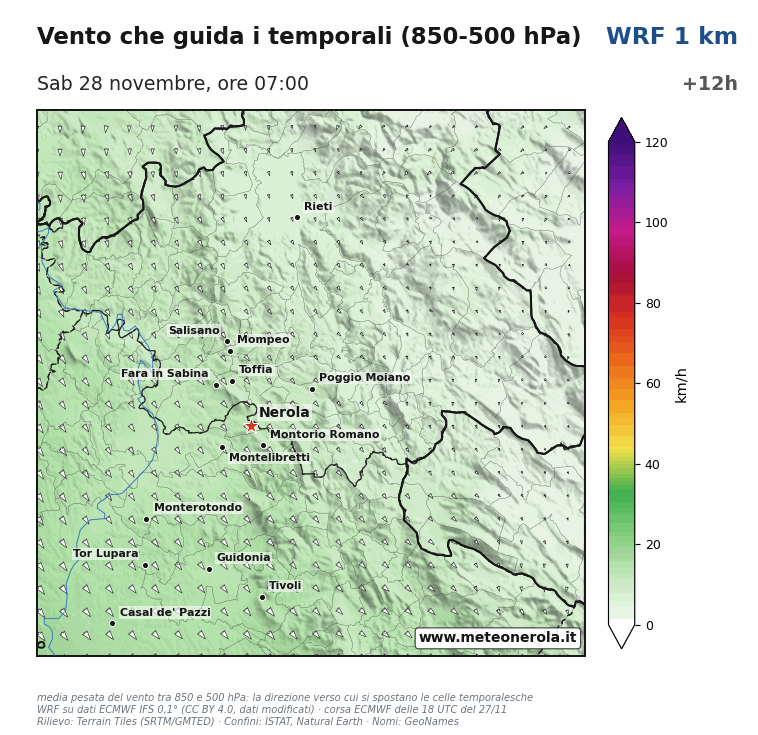 Vento che guida i temporali (850-500 hPa) WRF 1 km
Sab 28 novembre, ore 07:00 +12h
120
100
80
60
40
20
0
km/h
Rieti
Salisano
Mompeo
Fara in Sabina
Toffia
Poggio Moiano
Nerola
Montorio Romano
Montelibretti
Monterotondo
Tor Lupara
Guidonia
Tivoli
Casal de' Pazzi
www.meteonerola.it
media pesata del vento tra 850 e 500 hPa: la direzione verso cui si spostano le celle temporalesche
WRF su dati ECMWF IFS 0,1° (CC BY 4.0, dati modificati) · corsa ECMWF delle 18 UTC del 27/11
Rilievo: Terrain Tiles (SRTM/GMTED) · Confini: ISTAT, Natural Earth · Nomi: GeoNames